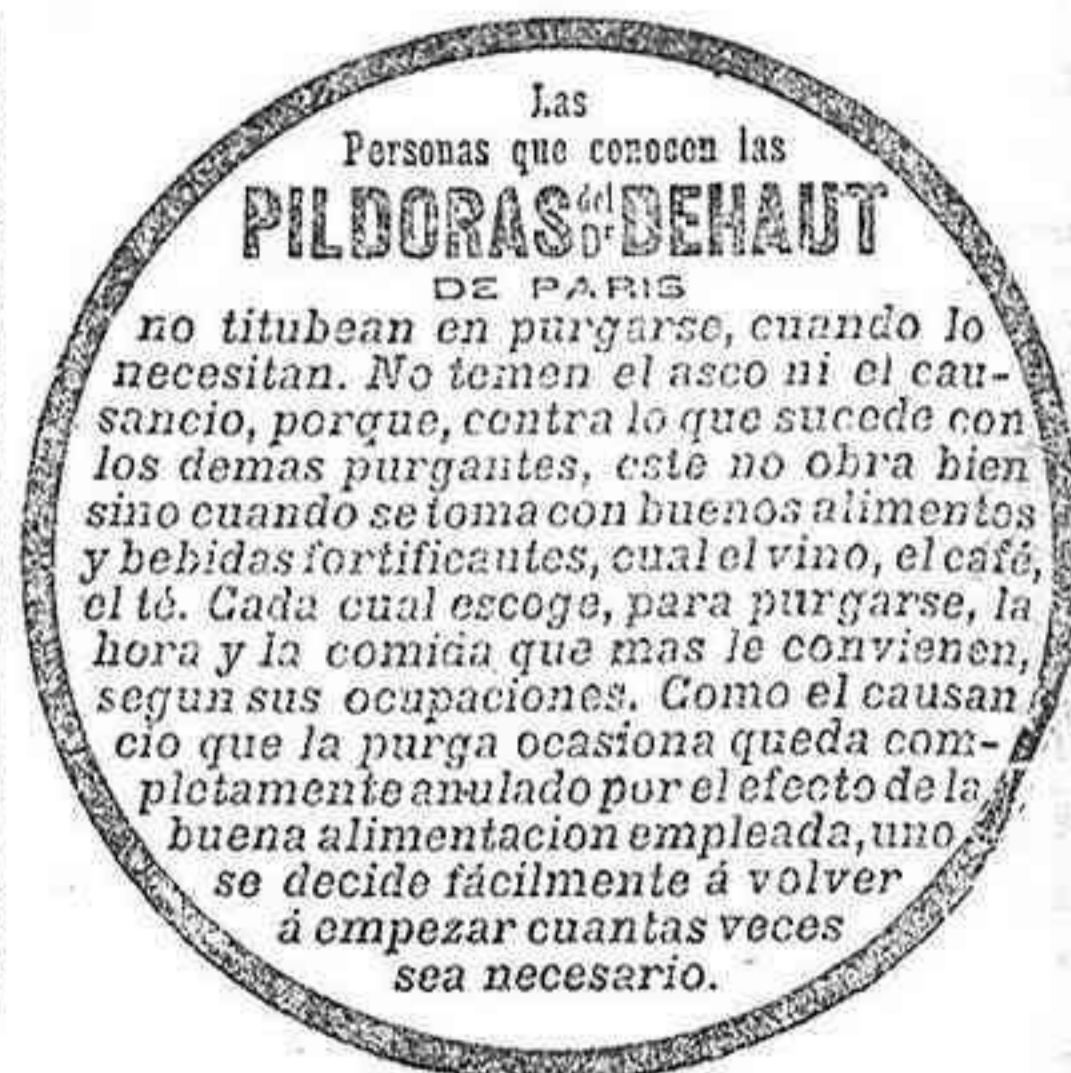 Las
Personas que conocen las
PILDORAS del Dr DEHAUT
DE PARIS
no titubean en purgarse, cuando lo
necesitan. No temen el asco ni el cau-
sancio, porque, contra lo que sucede con
los demas purgantes, este no obra bien
sino cuando se toma con buenos alimentos
y bebidas fortificantes, cual el vino, el café,
el té. Cada cual escoge, para purgarse, la
hora y la comida que mas le convienen,
segun sus ocupaciones. Como el causan
cio que la purga ocasiona queda com-
pletamente anulado por el efecto de la
buena alimentacion empleada, uno
se decide fácilmente á volver
á empezar cuantas veces
sea necesario.